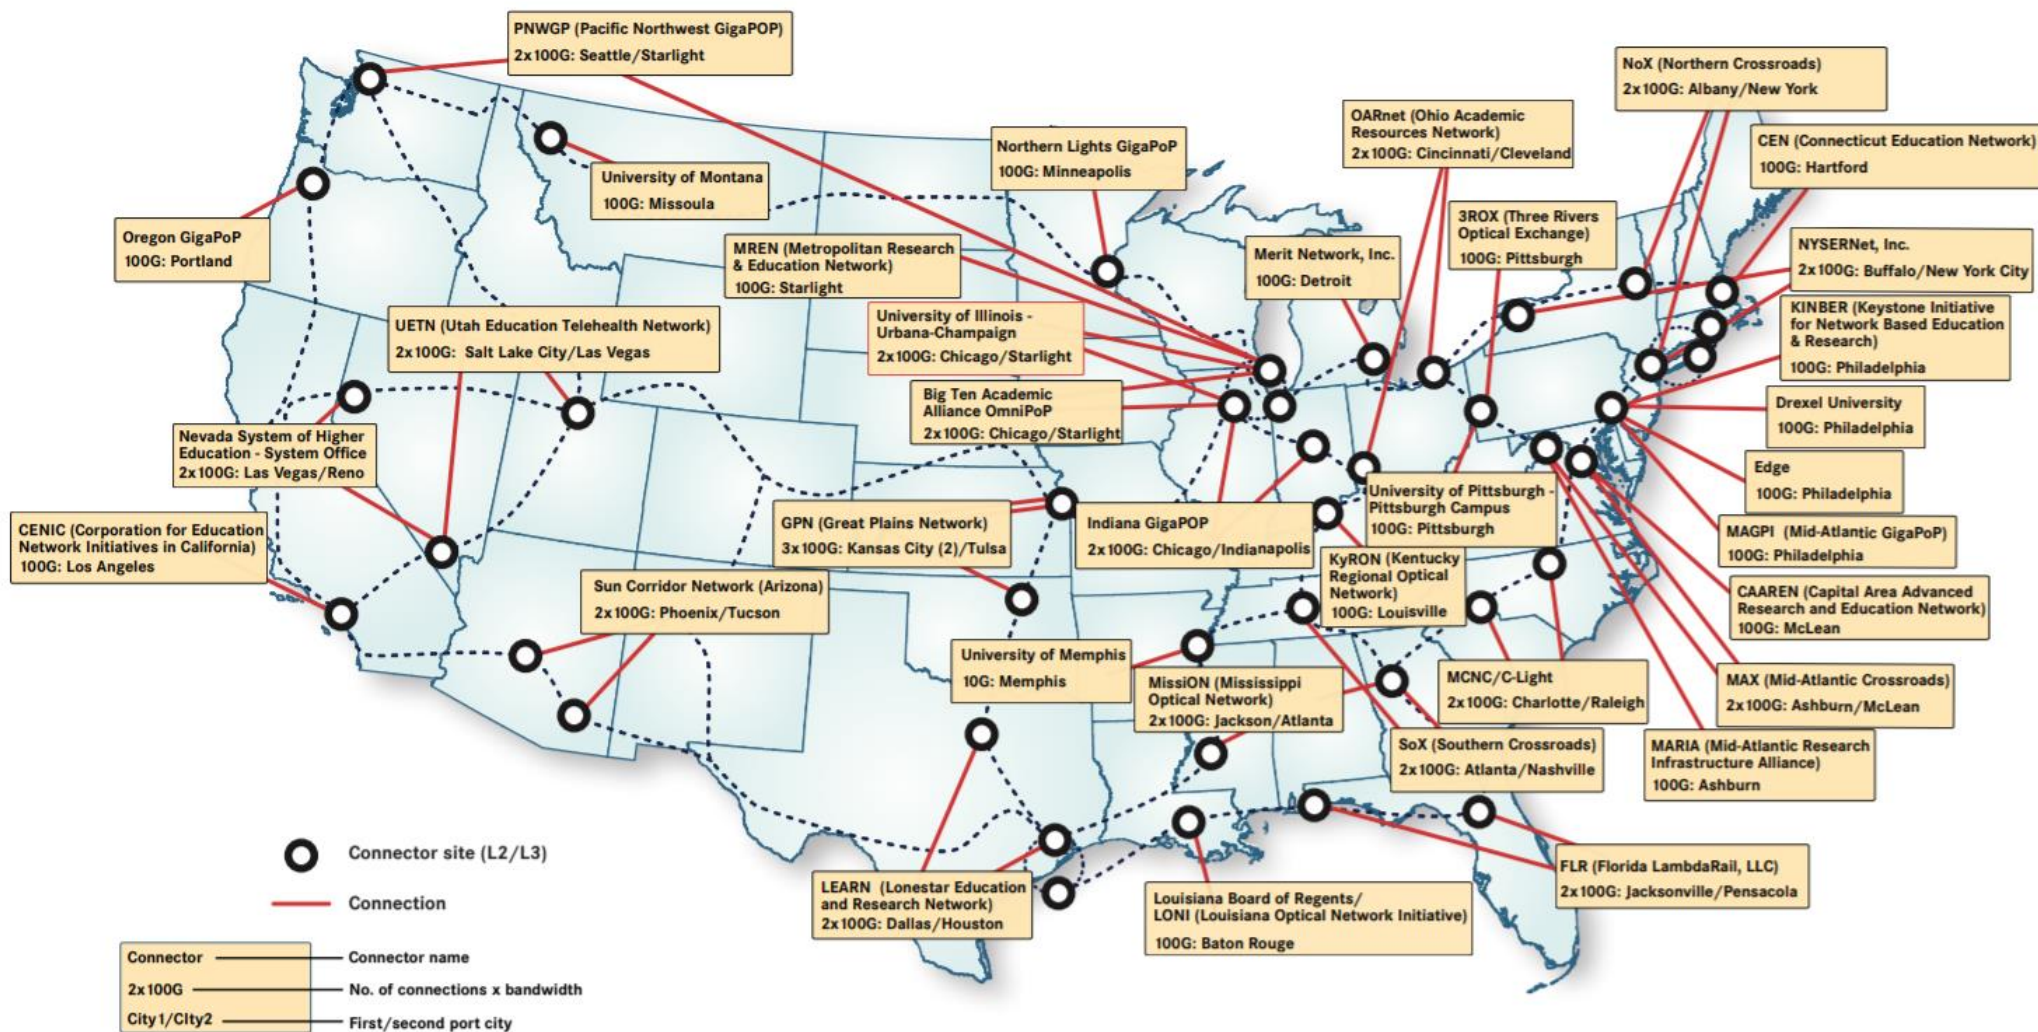 PNWGP (Pacific Northwest GigaPOP)
2x100G: Seattle/Starlight
NoX (Northern Crossroads)
2x100G: Albany/New York
OARnet (Ohio Academic
Resources Network)
2x100G: Cincinnati/Cleveland
CEN (Connecticut Education Network)
100G: Hartford
Northern Lights GigaPoP
100G: Minneapolis
University of Montana
100G: Missoula
3ROX (Three Rivers
Optical Exchange)
100G: Pittsburgh
Oregon GigaPoP
100G: Portland
MREN (Metropolitan Research
& Education Network)
100G: Starlight
Merit Network, Inc.
100G: Detroit
NYSERNet, Inc.
2x100G: Buffalo/New York City
UETN (Utah Education Telehealth Network)
2x100G: Salt Lake City/Las Vegas
University of Illinois -
Urbana-Champaign
2x100G: Chicago/Starlight
KINBER (Keystone Initiative
for Network Based Education
& Research)
100G: Philadelphia
Big Ten Academic
Alliance OmniPoP
2x100G: Chicago/Starlight
Drexel University
100G: Philadelphia
Nevada System of Higher
Education - System Office
2x100G: Las Vegas/Reno
Edge
100G: Philadelphia
University of Pittsburgh -
Pittsburgh Campus
100G: Pittsburgh
CENIC (Corporation for Education
Network Initiatives in California)
100G: Los Angeles
GPN (Great Plains Network)
3x100G: Kansas City (2)/Tulsa
Indiana GigaPOP
2x100G: Chicago/Indianapolis
MAGPI (Mid-Atlantic GigaPoP)
100G: Philadelphia
KyRON (Kentucky
Regional Optical
Network)
100G: Louisville
Sun Corridor Network (Arizona)
2x100G: Phoenix/Tucson
CAAREN (Capital Area Advanced
Research and Education Network)
100G: McLean
University of Memphis
10G: Memphis
MissiON (Mississippi
Optical Network)
2x100G: Jackson/Atlanta
MCNC/C-Light
2x100G: Charlotte/Raleigh
MAX (Mid-Atlantic Crossroads)
2x100G: Ashburn/McLean
SoX (Southern Crossroads)
2x100G: Atlanta/Nashville
MARIA (Mid-Atlantic Research
Infrastructure Alliance)
100G: Ashburn
FLR (Florida LambdaRail, LLC)
2x100G: Jacksonville/Pensacola
LEARN (Lonestar Education
and Research Network)
2x100G: Dallas/Houston
Louisiana Board of Regents/
LONI (Louisiana Optical Network Initiative)
100G: Baton Rouge
Connector site (L2/L3)
Connection
Connector
Connector name
2x100G
No. of connections x bandwidth
City1/CIty2
First/second port city